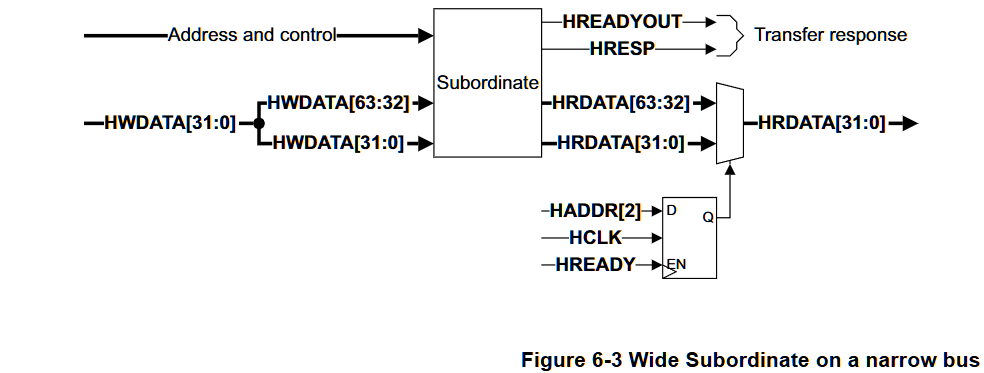 Address and control
HREADYOUT
HRESP
Transfer response
Subordinate
HWDATA[31:0]
HWDATA[63:32]
HWDATA[31:0]
HRDATA[63:32]
HRDATA[31:0]
HRDATA[31:0]
HADDR[2]
D
Q
HCLK
HREADY
EN
Figure 6-3 Wide Subordinate on a narrow bus